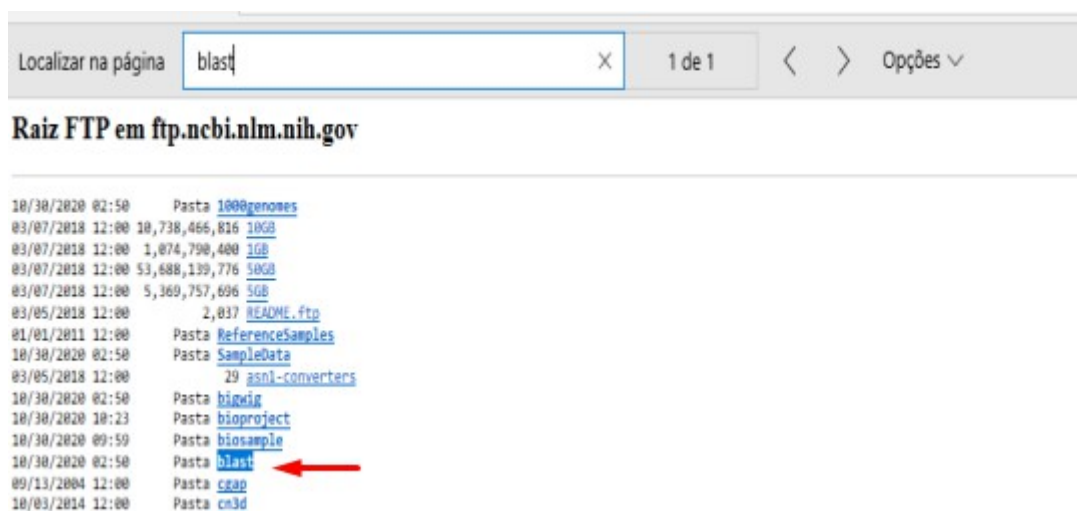 Localizar na página blast 1 de 1 Opções
Raiz FTP em ftp.ncbi.nlm.nih.gov
10/30/2020 02:50 Pasta 1000genomes
03/07/2018 12:00 10,738,466,816 10GB
03/07/2018 12:00 1,074,790,400 1GB
03/07/2018 12:00 53,688,139,776 50GB
03/07/2018 12:00 5,369,757,696 5GB
03/05/2018 12:00 2,037 README.ftp
01/01/2011 12:00 Pasta ReferenceSamples
10/30/2020 02:50 Pasta SampleData
03/05/2018 12:00 29 asn1-converters
10/30/2020 02:50 Pasta bigwig
10/30/2020 10:23 Pasta bioproject
10/30/2020 09:59 Pasta biosample
10/30/2020 02:50 Pasta blast
09/13/2004 12:00 Pasta cgap
10/03/2014 12:00 Pasta cn3d